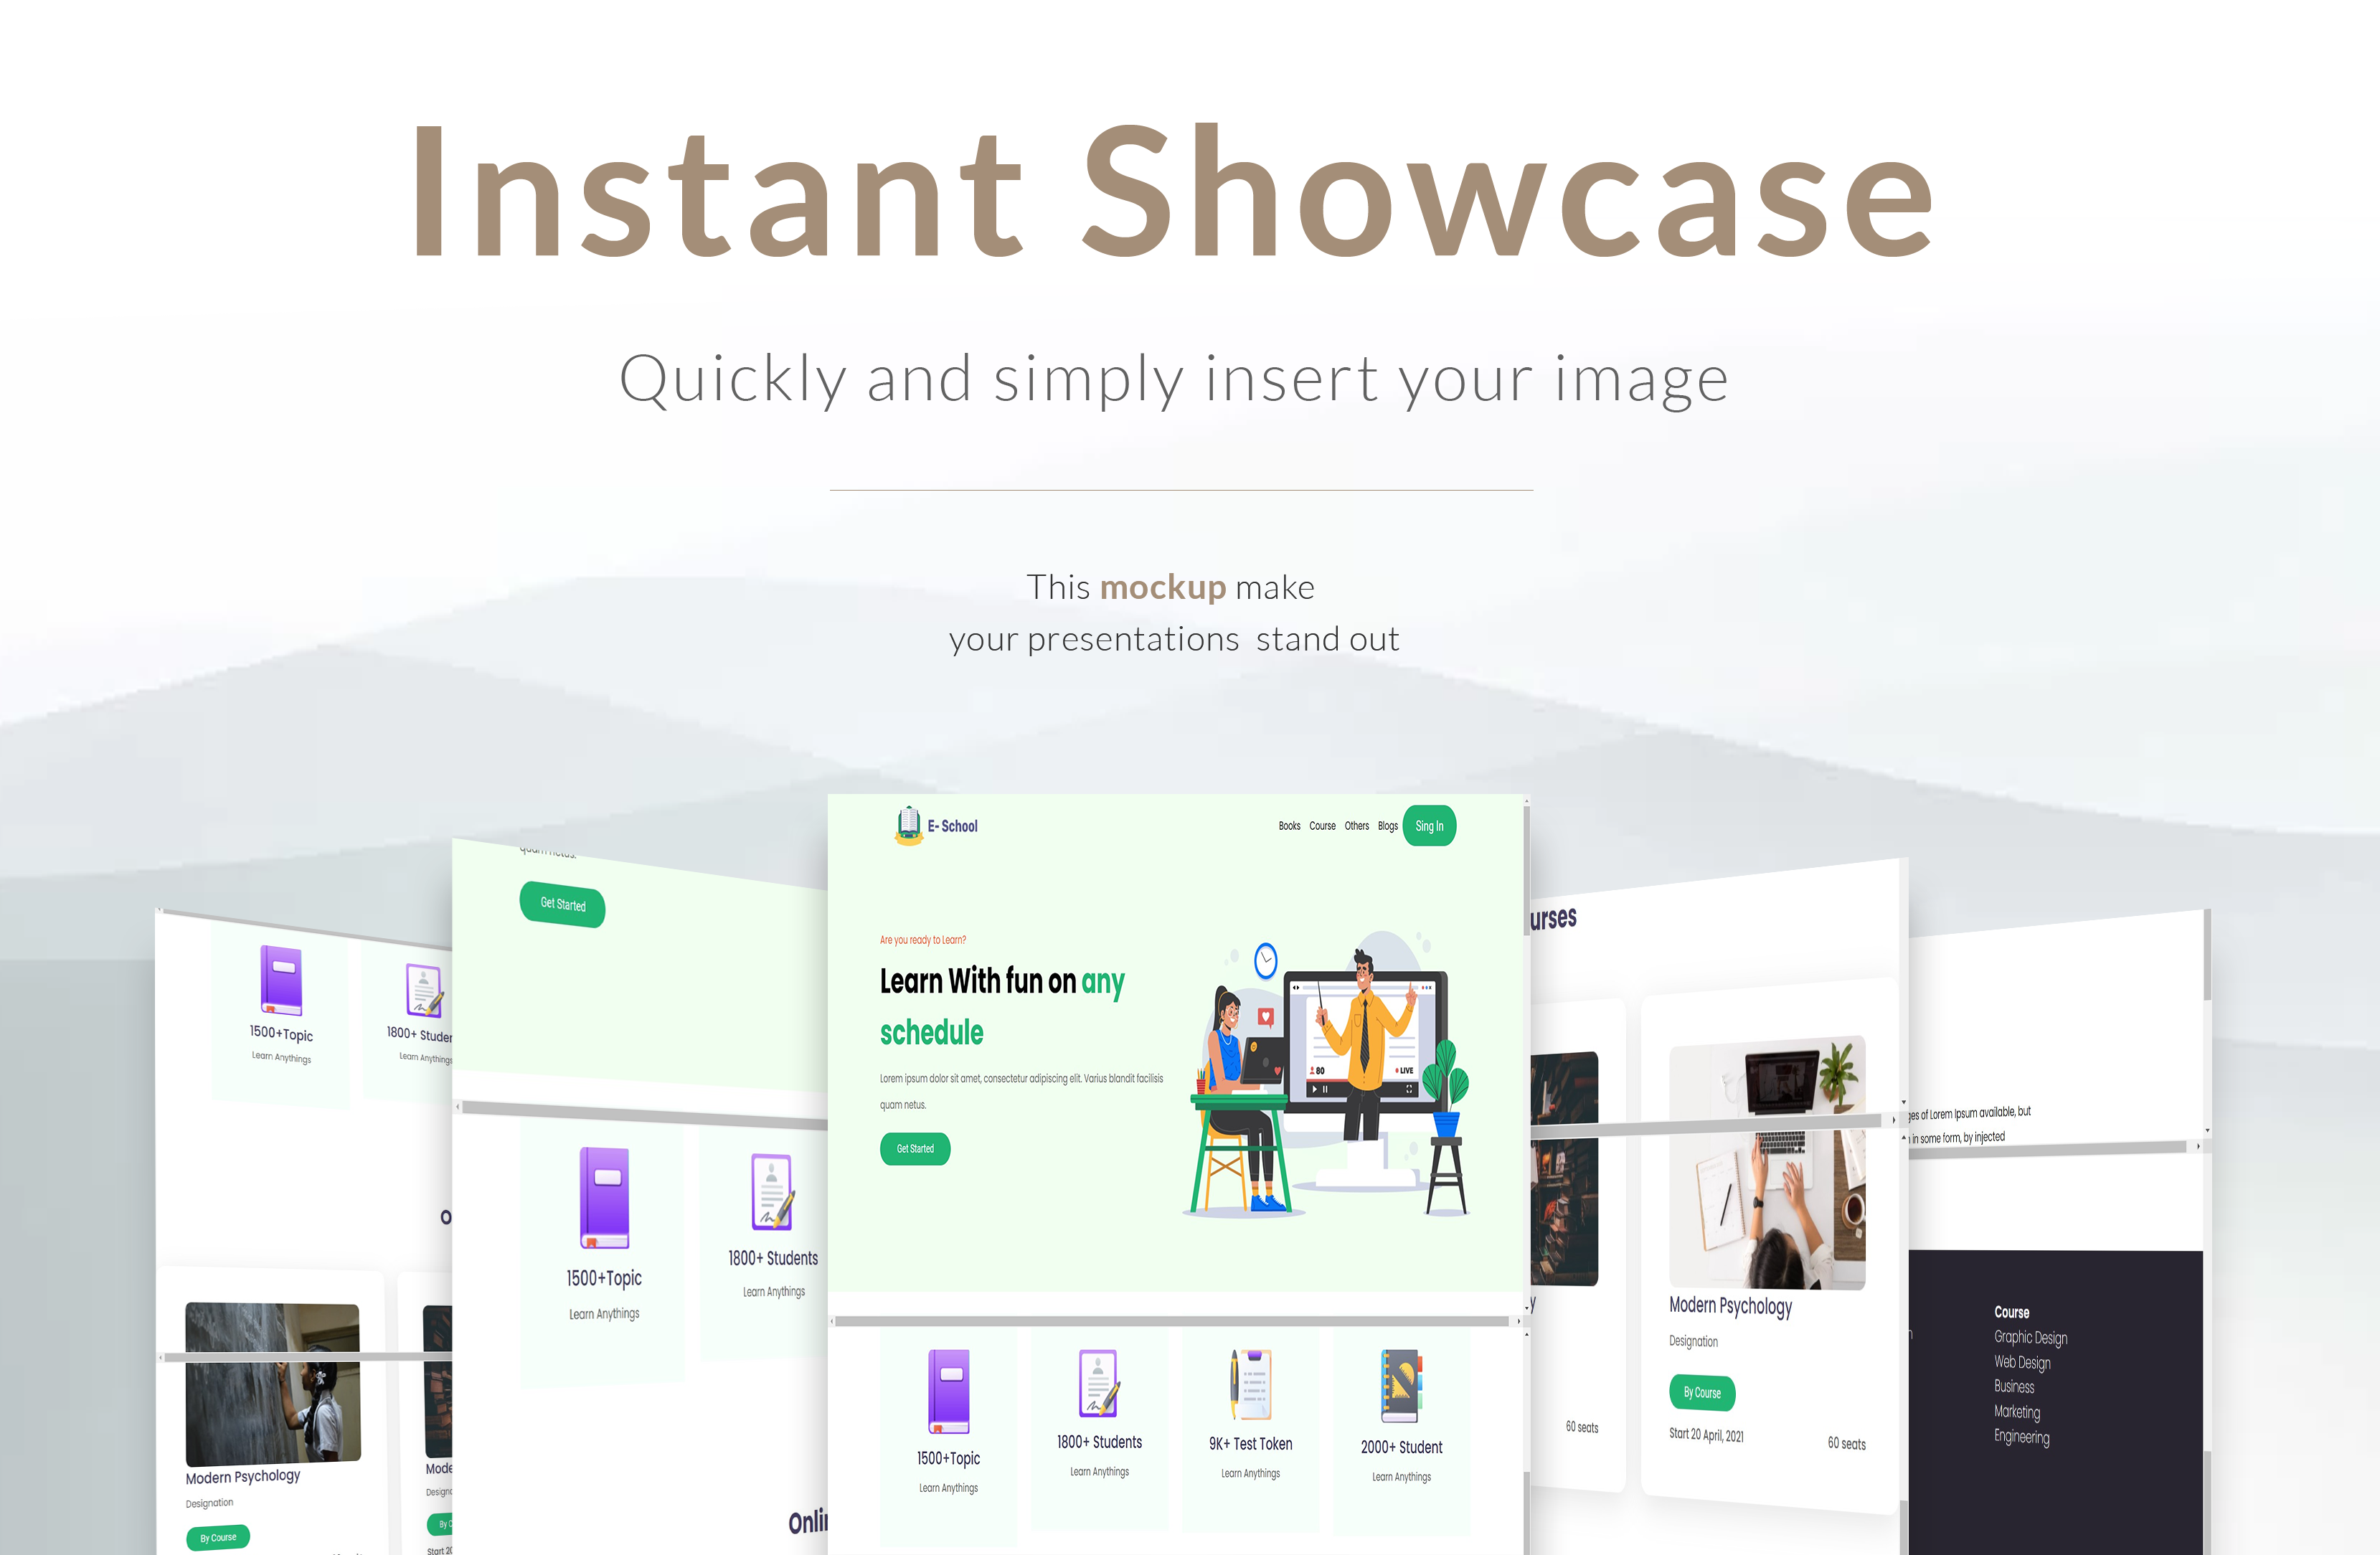 Instant Showcase
Quickly and simply insert your image
This mockup make
your presentations stand out
E- School
Books Course Others Blogs Sing In
Are you ready to Learn?
Learn With fun on any
schedule
Lorem ipsum dolor sit amet, consectetur adipiscing elit. Varius blandit facilisis
quam netus.
Get Started
80
LIVE
1500+Topic
Learn Anythings
1800+ Students
Learn Anythings
9K+ Test Token
Learn Anythings
2000+ Student
Learn Anythings
quam netus.
Get Started
1500+Topic
Learn Anythings
1800+ Students
Learn Anythings
1500+Topic
Learn Anythings
1800+
Learn Anythings
Modern Psychology
Designation
By Course
Start
Modern Psychology
Designation
By Course
Start 20 April, 2021
60 seats
60 seats
of Lorem Ipsum available, but
in some form, by injected
Course
Graphic Design
Web Design
Business
Marketing
Engineering